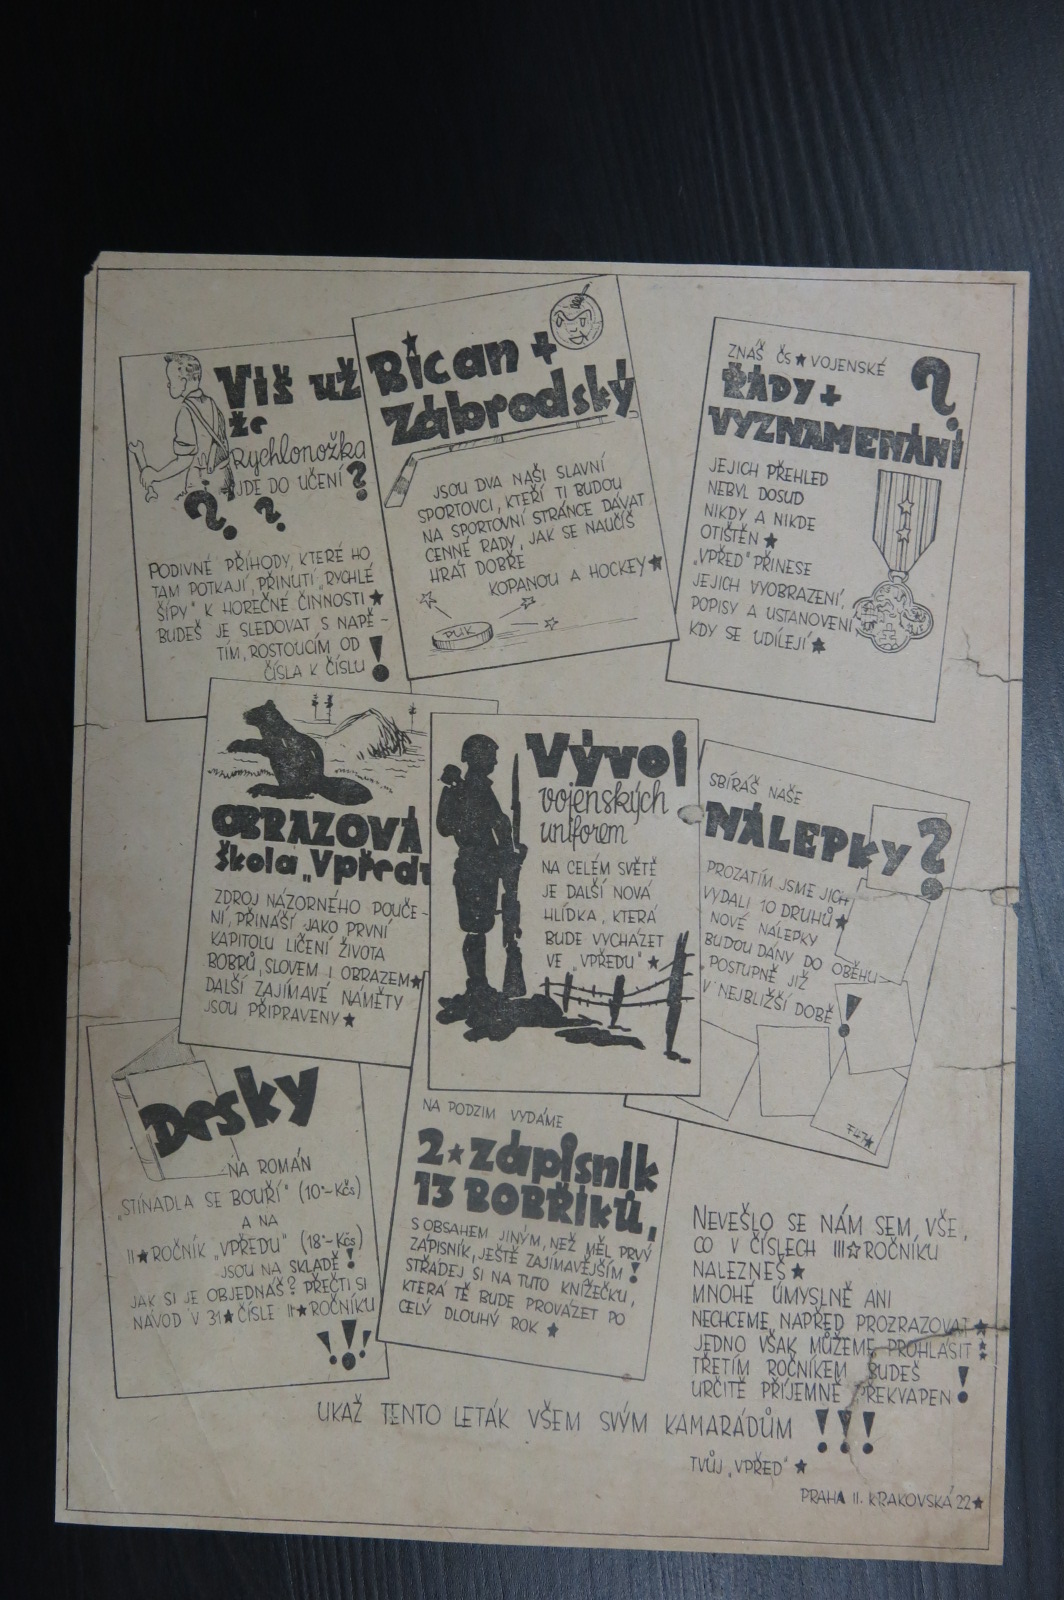 Víš už
že
Rychlonožka
JDE DO UČENÍ?
? ?
PODIVNÉ PŘÍHODY, KTERÉ HO
TAM POTKAJÍ, PŘINUTÍ „RYCHLÉ
ŠÍPY" K HOREČNÉ ČINNOSTI★
BUDEŠ JE SLEDOVAT S NAPĚ-
TÍM, ROSTOUCÍM OD
ČÍSLA K ČÍSLU!
Bican +
Zábrodský
JSOU DVA NAŠI SLAVNÍ
SPORTOVCI, KTEŘÍ TI BUDOU
NA SPORTOVNÍ STRÁNCE DÁVAT
CENNÉ RADY, JAK SE NAUČÍŠ
HRÁT DOBŘE
KOPANOU A HOCKEY★
PUK
ZNÁŠ ČS★VOJENSKÉ
ŘÁDY +
VYZNAMENÁNÍ
?
JEJICH PŘEHLED
NEBYL DOSUD
NIKDY A NIKDE
OTIŠTĚN★
„VPŘED" PŘINESE
JEJICH VYOBRAZENÍ,
POPISY A USTANOVENÍ
KDY SE UDÍLEJÍ★
OBRAZOVÁ
škola „Vpředu
ZDROJ NÁZORNÉHO POUČE-
NÍ, PŘINÁŠÍ JAKO PRVNÍ
KAPITOLU LÍČENÍ ŽIVOTA
BOBRŮ, SLOVEM I OBRAZEM★
DALŠÍ ZAJÍMAVÉ NÁMĚTY
JSOU PŘIPRAVENY★
Vývoj
vojenských
uniforem
NA CELÉM SVĚTĚ
JE DALŠÍ NOVÁ
HLÍDKA, KTERÁ
BUDE VYCHÁZET
VE „VPŘEDU"★
SBÍRÁŠ NAŠE
NÁLEPKY?
PROZATÍM JSME JICH
VYDALI 10 DRUHŮ★
NOVÉ NÁLEPKY
BUDOU DÁNY DO OBĚHU
POSTUPNĚ JIŽ
V NEJBLIŽŠÍ DOBĚ!
Desky
NA ROMÁN
„STÍNADLA SE BOUŘÍ" (10·-Kčs)
A NA
II★ROČNÍK „VPŘEDU" (18·-Kčs)
JSOU NA SKLADĚ!
JAK SI JE OBJEDNÁŠ? PŘEČTI SI
NÁVOD V 31★ČÍSLE II★ROČNÍKU
!!!
NA PODZIM VYDÁME
2★zápisník
13 BOBŘÍKŮ,
S OBSAHEM JINÝM, NEŽ MĚL PRVÝ
ZÁPISNÍK, JEŠTĚ ZAJÍMAVĚJŠÍM!
STŘÁDEJ SI NA TUTO KNÍŽEČKU,
KTERÁ TĚ BUDE PROVÁZET PO
CELÝ DLOUHÝ ROK★
NEVEŠLO SE NÁM SEM, VŠE,
CO V ČÍSLECH III☆ROČNÍKU
NALEZNEŠ★
MNOHÉ ÚMYSLNĚ ANI
NECHCEME NAPŘED PROZRAZOVAT★
JEDNO VŠAK MŮŽEME PROHLÁSIT:
TŘETÍM ROČNÍKEM BUDEŠ
URČITĚ PŘÍJEMNĚ PŘEKVAPEN!
UKAŽ TENTO LETÁK VŠEM SVÝM KAMARÁDŮM !!!
TVŮJ „VPŘED"★
PRAHA II. KRAKOVSKÁ 22★